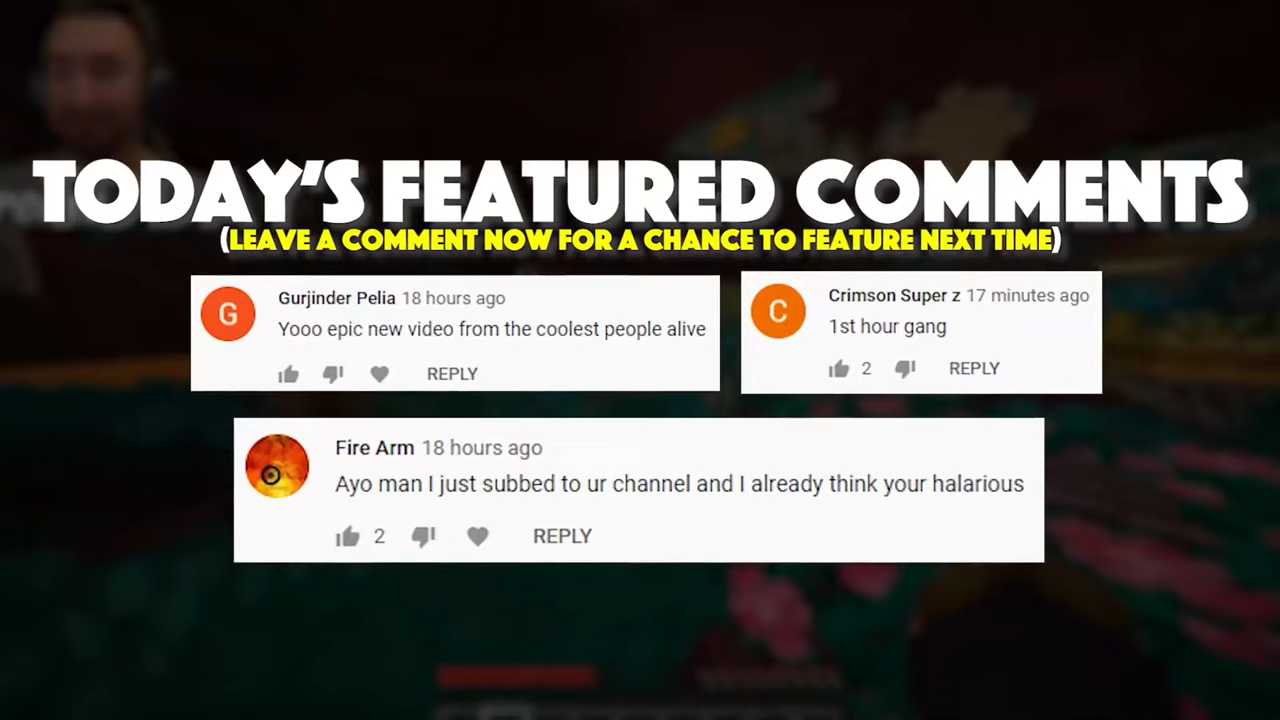 TODAY'S FEATURED COMMENTS
(LEAVE A COMMENT NOW FOR A CHANCE TO FEATURE NEXT TIME)
G
Gurjinder Pelia 18 hours ago
Yooo epic new video from the coolest people alive
REPLY
C
Crimson Super z 17 minutes ago
1st hour gang
2 REPLY
Fire Arm 18 hours ago
Ayo man I just subbed to ur channel and I already think your halarious
2 REPLY